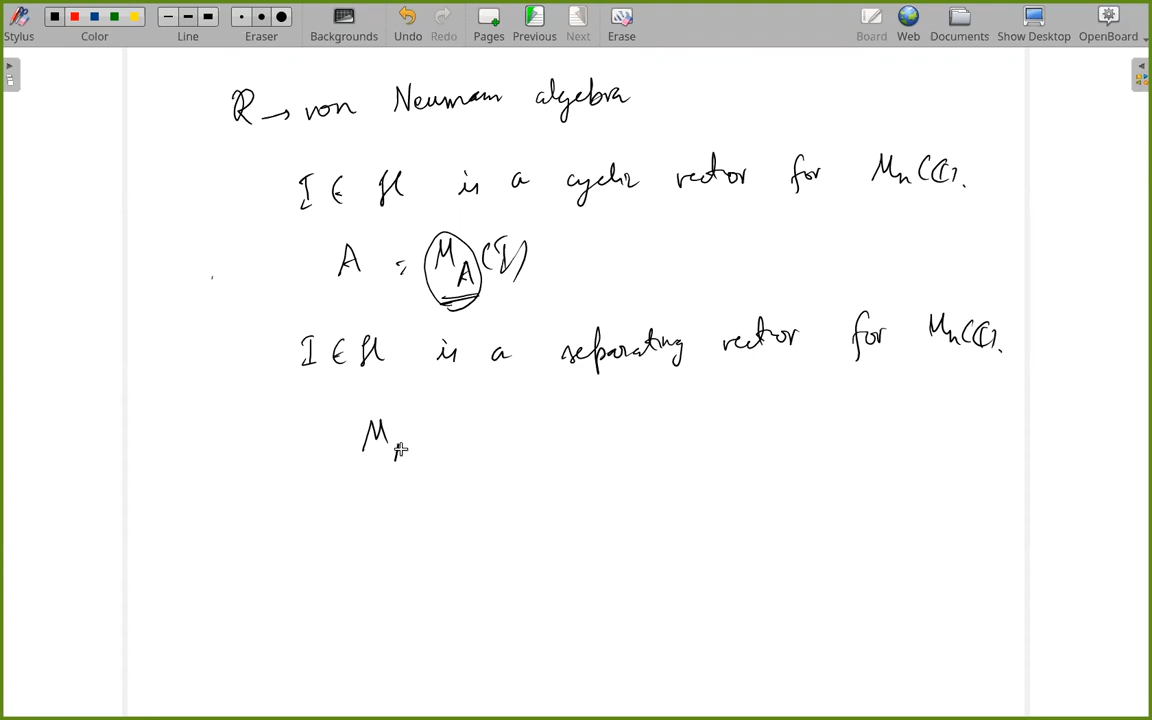 Stylus
Color
Line
Eraser
Backgrounds
Undo
Redo
Pages
Previous
Next
Erase
Board
Web
Documents
Show Desktop
OpenBoard
R → von Neumann algebra
I ∈ H is a cyclic vector for Mₙ(ℂ).
A = M_A(I)
I ∈ H is a separating vector for Mₙ(ℂ).
M